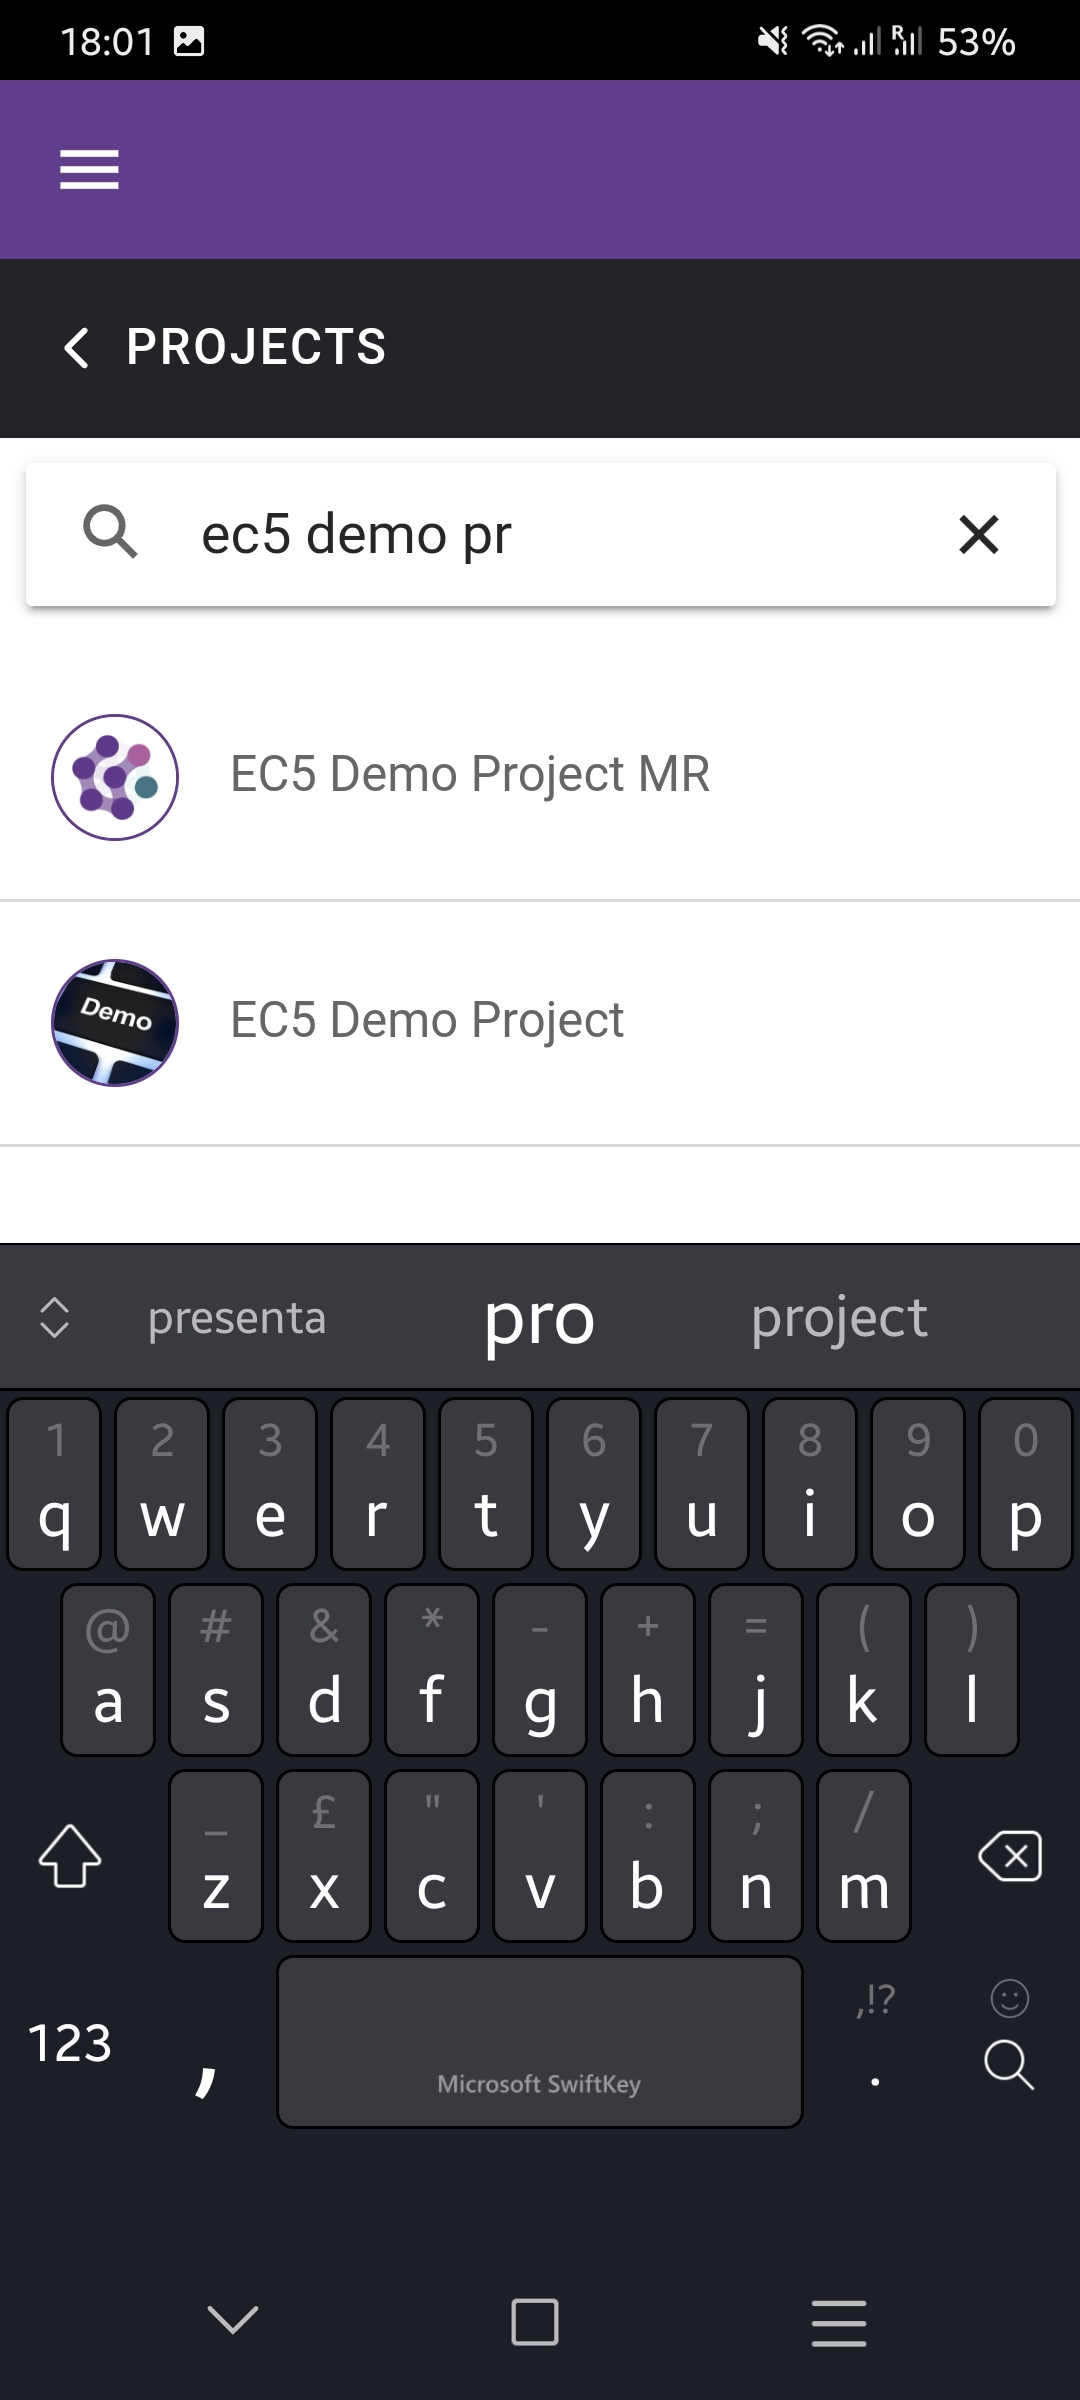 18:01 R 53%
PROJECTS
ec5 demo pr
EC5 Demo Project MR
Demo
EC5 Demo Project
presenta pro project
1 2 3 4 5 6 7 8 9 0
q w e r t y u i o p
@ # & * - + = ( )
a s d f g h j k l
_ £ " ' : ; /
z x c v b n m
,!?
123 , Microsoft SwiftKey .